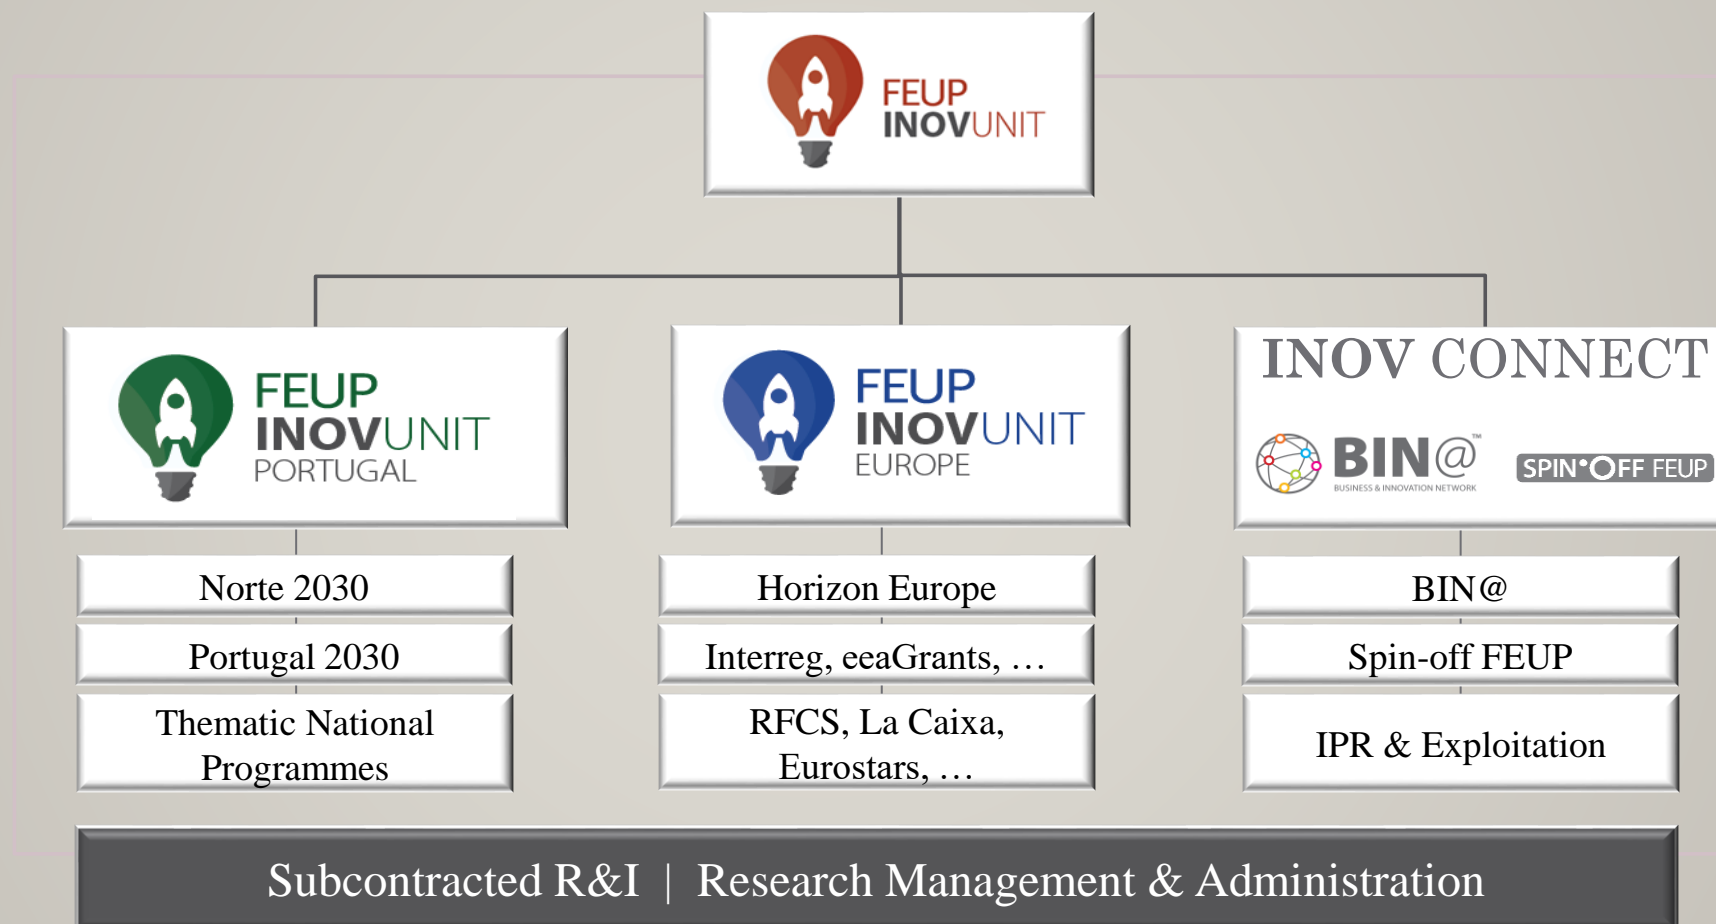 FEUP
INOVUNIT
FEUP
INOVUNIT
PORTUGAL
FEUP
INOVUNIT
EUROPE
INOV CONNECT
BIN@™
BUSINESS & INNOVATION NETWORK
SPIN•OFF FEUP
Norte 2030
Portugal 2030
Thematic National
Programmes
Horizon Europe
Interreg, eeaGrants, …
RFCS, La Caixa,
Eurostars, …
BIN@
Spin-off FEUP
IPR & Exploitation
Subcontracted R&I | Research Management & Administration